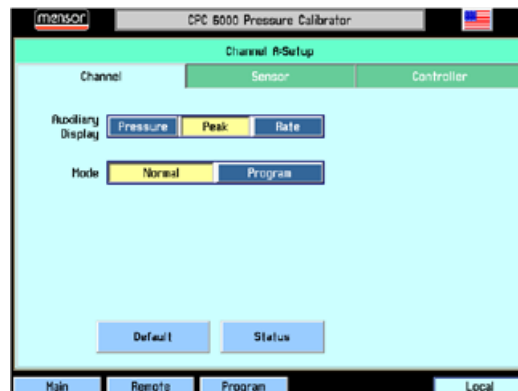 mensor CPC 6000 Pressure Calibrator
Channel A-Setup
Channel Sensor Controller
Auxiliary Display Pressure Peak Rate
Mode Normal Program
Default Status
Main Remote Program Local